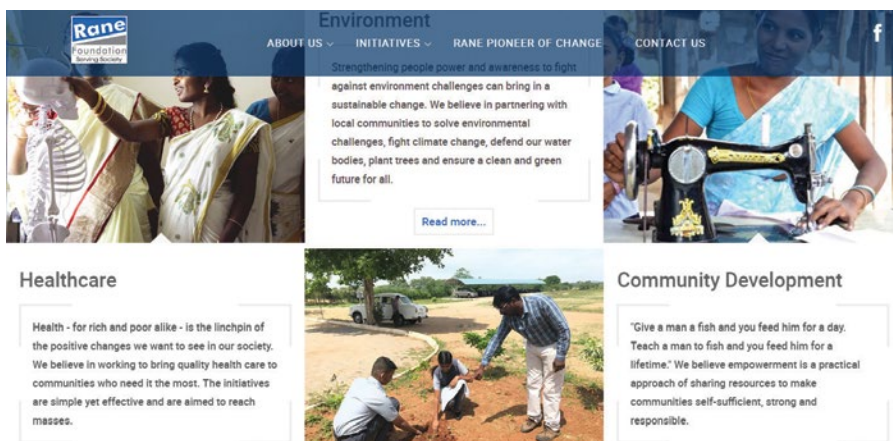 Rane
Foundation
Serving Society
ABOUT US
INITIATIVES
RANE PIONEER OF CHANGE
CONTACT US
f
Environment
Strengthening people power and awareness to fight
against environment challenges can bring in a
sustainable change. We believe in partnering with
local communities to solve environmental
challenges, fight climate change, defend our water
bodies, plant trees and ensure a clean and green
future for all.
Read more...
Healthcare
Health - for rich and poor alike - is the linchpin of
the positive changes we want to see in our society.
We believe in working to bring quality health care to
communities who need it the most. The initiatives
are simple yet effective and are aimed to reach
masses.
Community Development
"Give a man a fish and you feed him for a day.
Teach a man to fish and you feed him for a
lifetime." We believe empowerment is a practical
approach of sharing resources to make
communities self-sufficient, strong and
responsible.